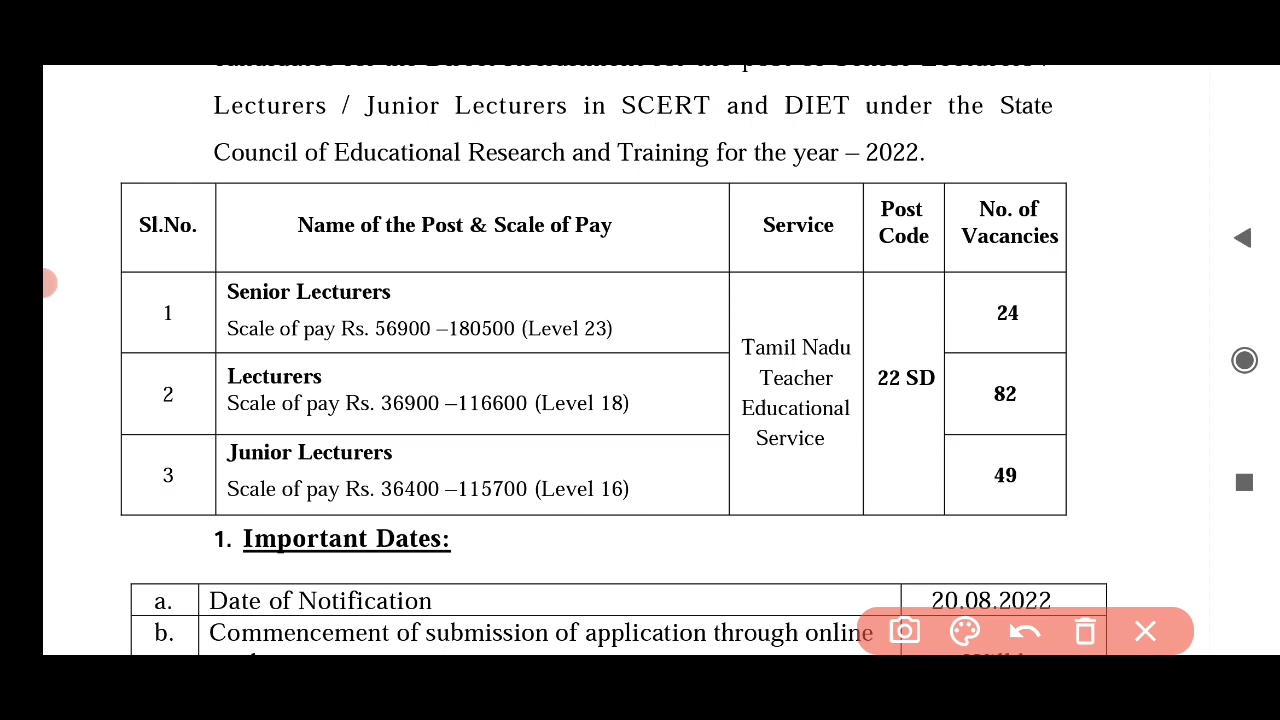 Lecturers / Junior Lecturers in SCERT and DIET under the State
Council of Educational Research and Training for the year – 2022.
Sl.No. Name of the Post & Scale of Pay Service Post Code No. of Vacancies
1 Senior Lecturers
Scale of pay Rs. 56900 –180500 (Level 23) 24
2 Lecturers
Scale of pay Rs. 36900 –116600 (Level 18) 82
3 Junior Lecturers
Scale of pay Rs. 36400 –115700 (Level 16) 49
Tamil Nadu
Teacher
Educational
Service
22 SD
1. Important Dates:
a. Date of Notification 20.08.2022
b. Commencement of submission of application through online